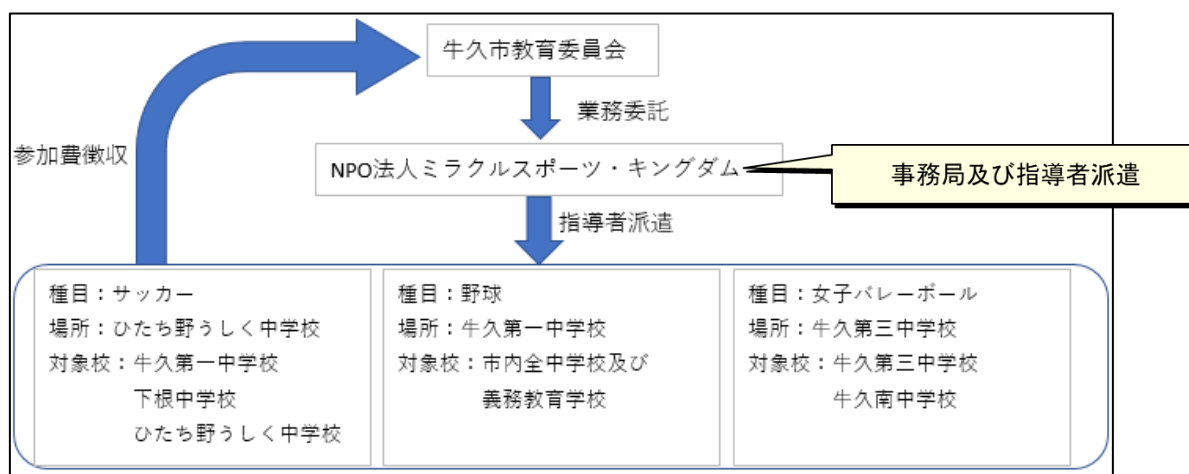 牛久市教育委員会
業務委託
参加費徴収
NPO法人ミラクルスポーツ・キングダム
事務局及び指導者派遣
指導者派遣
種目：サッカー
場所：ひたち野うしく中学校
対象校：牛久第一中学校
下根中学校
ひたち野うしく中学校
種目：野球
場所：牛久第一中学校
対象校：市内全中学校及び
義務教育学校
種目：女子バレーボール
場所：牛久第三中学校
対象校：牛久第三中学校
牛久南中学校